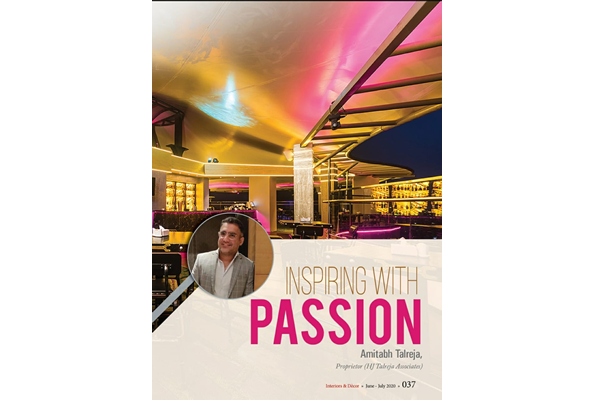 INSPIRING WITH
PASSION
Amitabh Talreja,
Proprietor (HJ Talreja Associates)
Interiors & Décor • June - July 2020 • 037